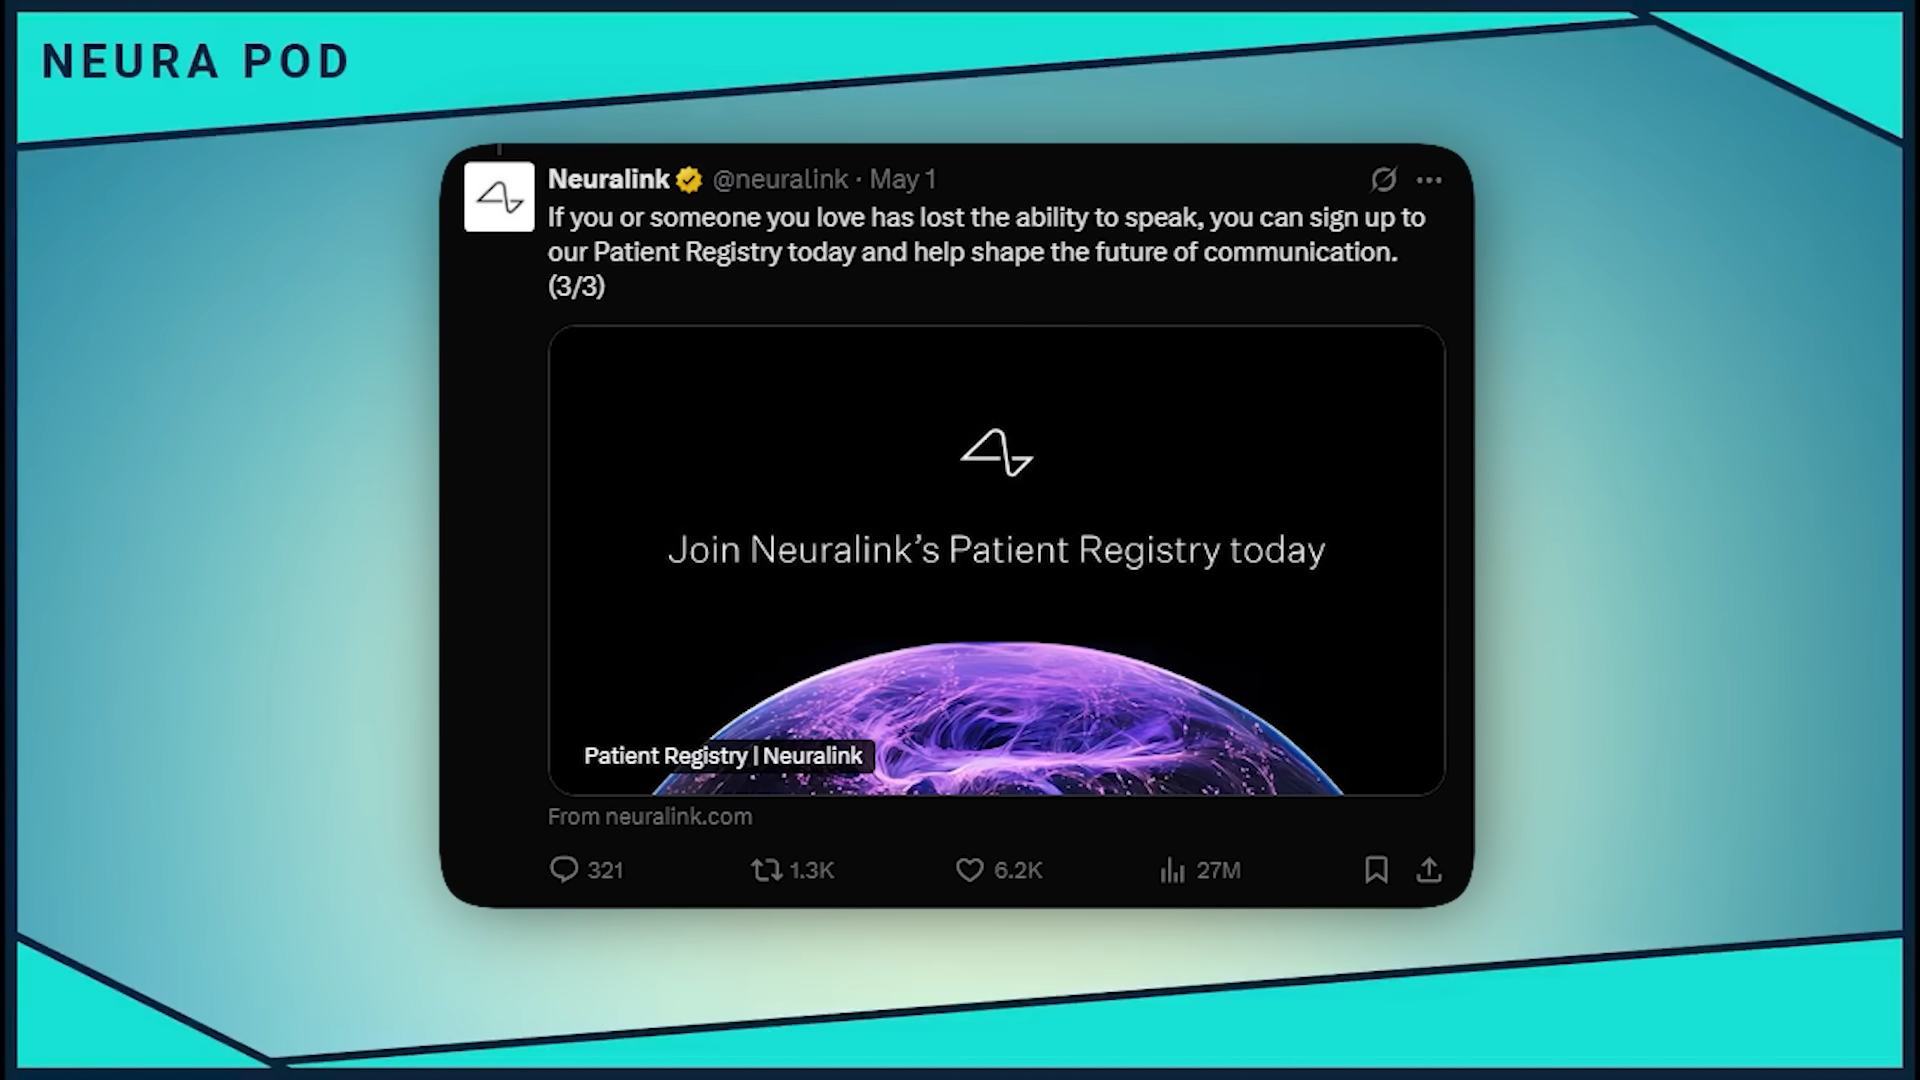 NEURA POD
Neuralink @neuralink · May 1
If you or someone you love has lost the ability to speak, you can sign up to
our Patient Registry today and help shape the future of communication.
(3/3)
Join Neuralink’s Patient Registry today
Patient Registry | Neuralink
From neuralink.com
321 1.3K 6.2K 27M